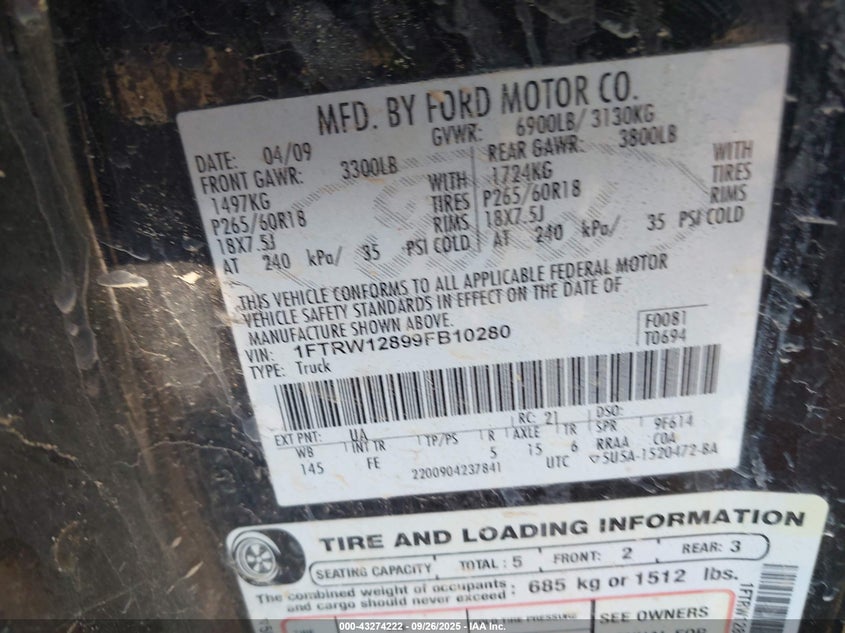 MFD. BY FORD MOTOR CO.
DATE: 04/09 GVWR: 6900LB/ 3130KG
FRONT GAWR: 3300LB REAR GAWR: 3800LB
1497KG WITH 1724KG WITH
P265/60R18 TIRES P265/60R18 TIRES
18X7.5J RIMS 18X7.5J RIMS
AT 240 kPa/ 35 PSI COLD AT 240 kPa/ 35 PSI COLD
THIS VEHICLE CONFORMS TO ALL APPLICABLE FEDERAL MOTOR
VEHICLE SAFETY STANDARDS IN EFFECT ON THE DATE OF
MANUFACTURE SHOWN ABOVE.
VIN: 1FTRW12899FB10280 F0081
TYPE: Truck T0694
EXT PNT: UA RC: 21 DSO:
WB INT TR TP/PS R AXLE TR SPR 9F614
145 FE 5 15 6 RRAA C0A
2200904237841 UTC 5U5A-1520472-BA
TIRE AND LOADING INFORMATION
SEATING CAPACITY TOTAL : 5 FRONT: 2 REAR: 3
The combined weight of occupants
and cargo should never exceed : 685 kg or 1512 lbs.
SEE OWNERS
000-43274222 - 09/26/2025 - IAA Inc.